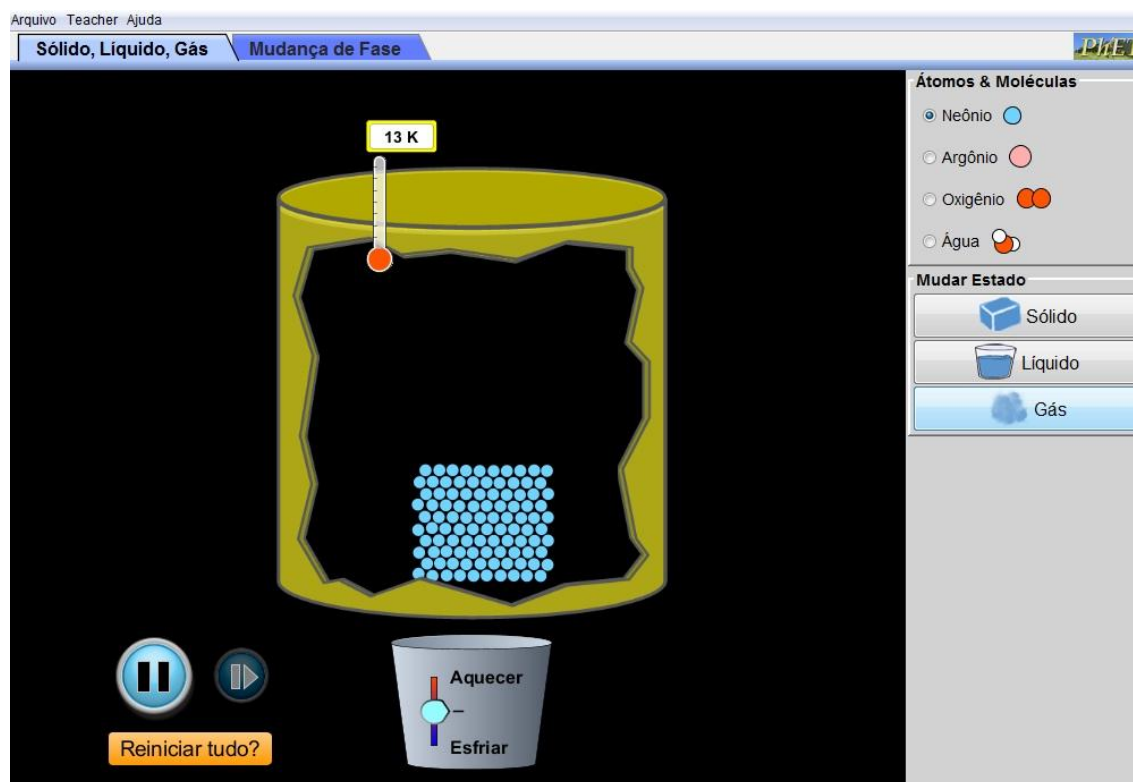 Arquivo Teacher Ajuda
Sólido, Líquido, Gás
Mudança de Fase
PhET
Átomos & Moléculas
Neônio
Argônio
Oxigênio
Água
Mudar Estado
Sólido
Líquido
Gás
13 K
Aquecer
Esfriar
Reiniciar tudo?